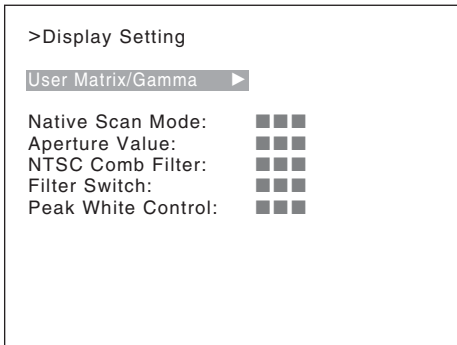 >Display Setting
User Matrix/Gamma ▶
Native Scan Mode: ■■■
Aperture Value: ■■■
NTSC Comb Filter: ■■■
Filter Switch: ■■■
Peak White Control: ■■■